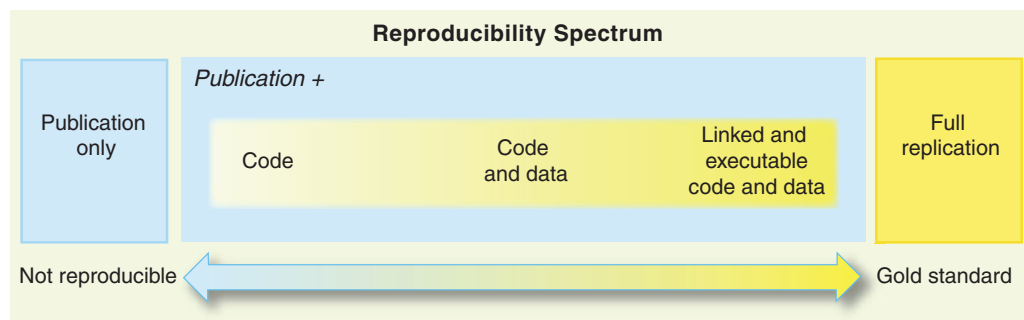 Reproducibility Spectrum
Publication
only
Publication +
Code
Code
and data
Linked and
executable
code and data
Full
replication
Not reproducible
Gold standard